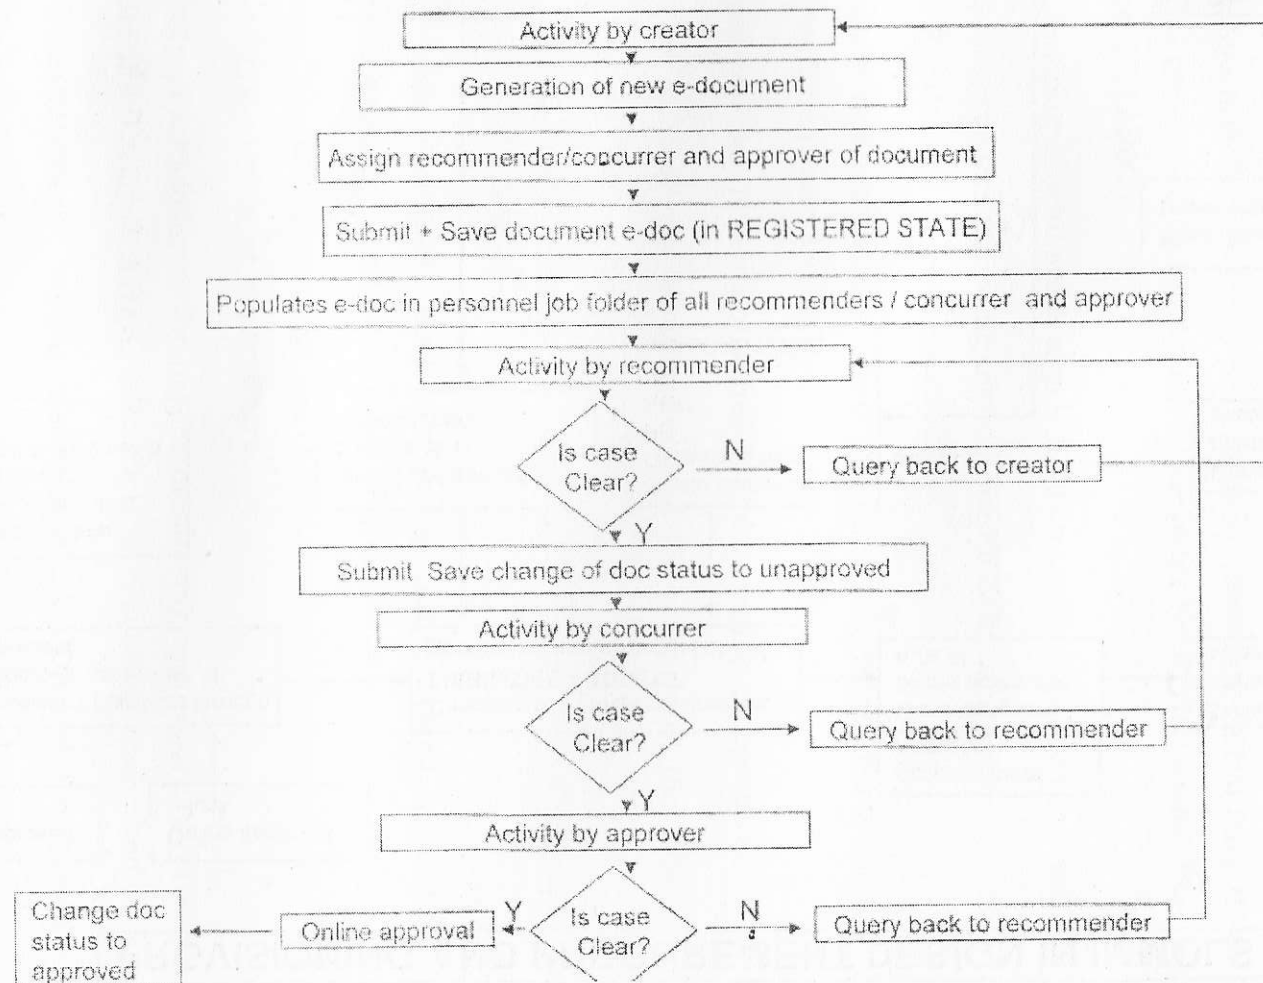 Activity by creator
Generation of new e-document
Assign recommender/concurrer and approver of document
Submit + Save document e-doc (in REGISTERED STATE)
Populates e-doc in personnel job folder of all recommenders / concurrer and approver
Activity by recommender
Is case
Clear?
N
Query back to creator
Y
Submit Save change of doc status to unapproved
Activity by concurrer
Is case
Clear?
N
Query back to recommender
Y
Activity by approver
Is case
Clear?
N
Query back to recommender
Y
Online approval
Change doc
status to
approved